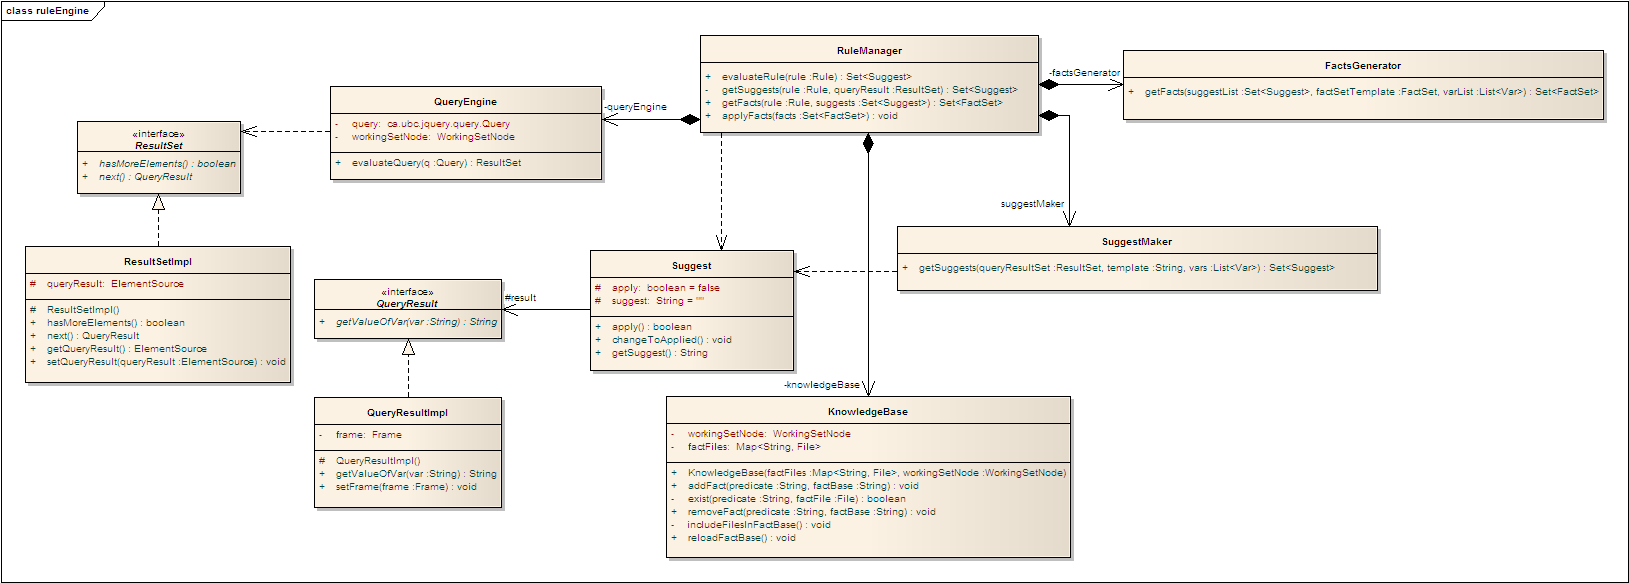 class ruleEngine
RuleManager
+ evaluateRule(rule :Rule) : Set<Suggest>
- getSuggests(rule :Rule, queryResult :ResultSet) : Set<Suggest>
+ getFacts(rule :Rule, suggests :Set<Suggest>) : Set<FactSet>
+ applyFacts(facts :Set<FactSet>) : void
-factsGenerator
FactsGenerator
+ getFacts(suggestList :Set<Suggest>, factSetTemplate :FactSet, varList :List<Var>) : Set<FactSet>
-queryEngine
QueryEngine
- query: ca.ubc.jquery.query.Query
- workingSetNode: WorkingSetNode
+ evaluateQuery(q :Query) : ResultSet
«interface»
ResultSet
+ hasMoreElements() : boolean
+ next() : QueryResult
suggestMaker
SuggestMaker
+ getSuggests(queryResultSet :ResultSet, template :String, vars :List<Var>) : Set<Suggest>
ResultSetImpl
# queryResult: ElementSource
# ResultSetImpl()
+ hasMoreElements() : boolean
+ next() : QueryResult
+ getQueryResult() : ElementSource
+ setQueryResult(queryResult :ElementSource) : void
«interface»
QueryResult
+ getValueOfVar(var :String) : String
#result
Suggest
# apply: boolean = false
# suggest: String = ""
+ apply() : boolean
+ changeToApplied() : void
+ getSuggest() : String
QueryResultImpl
- frame: Frame
# QueryResultImpl()
+ getValueOfVar(var :String) : String
+ setFrame(frame :Frame) : void
-knowledgeBase
KnowledgeBase
- workingSetNode: WorkingSetNode
- factFiles: Map<String, File>
+ KnowledgeBase(factFiles :Map<String, File>, workingSetNode :WorkingSetNode)
+ addFact(predicate :String, factBase :String) : void
- exist(predicate :String, factFile :File) : boolean
+ removeFact(predicate :String, factBase :String) : void
- includeFilesInFactBase() : void
+ reloadFactBase() : void